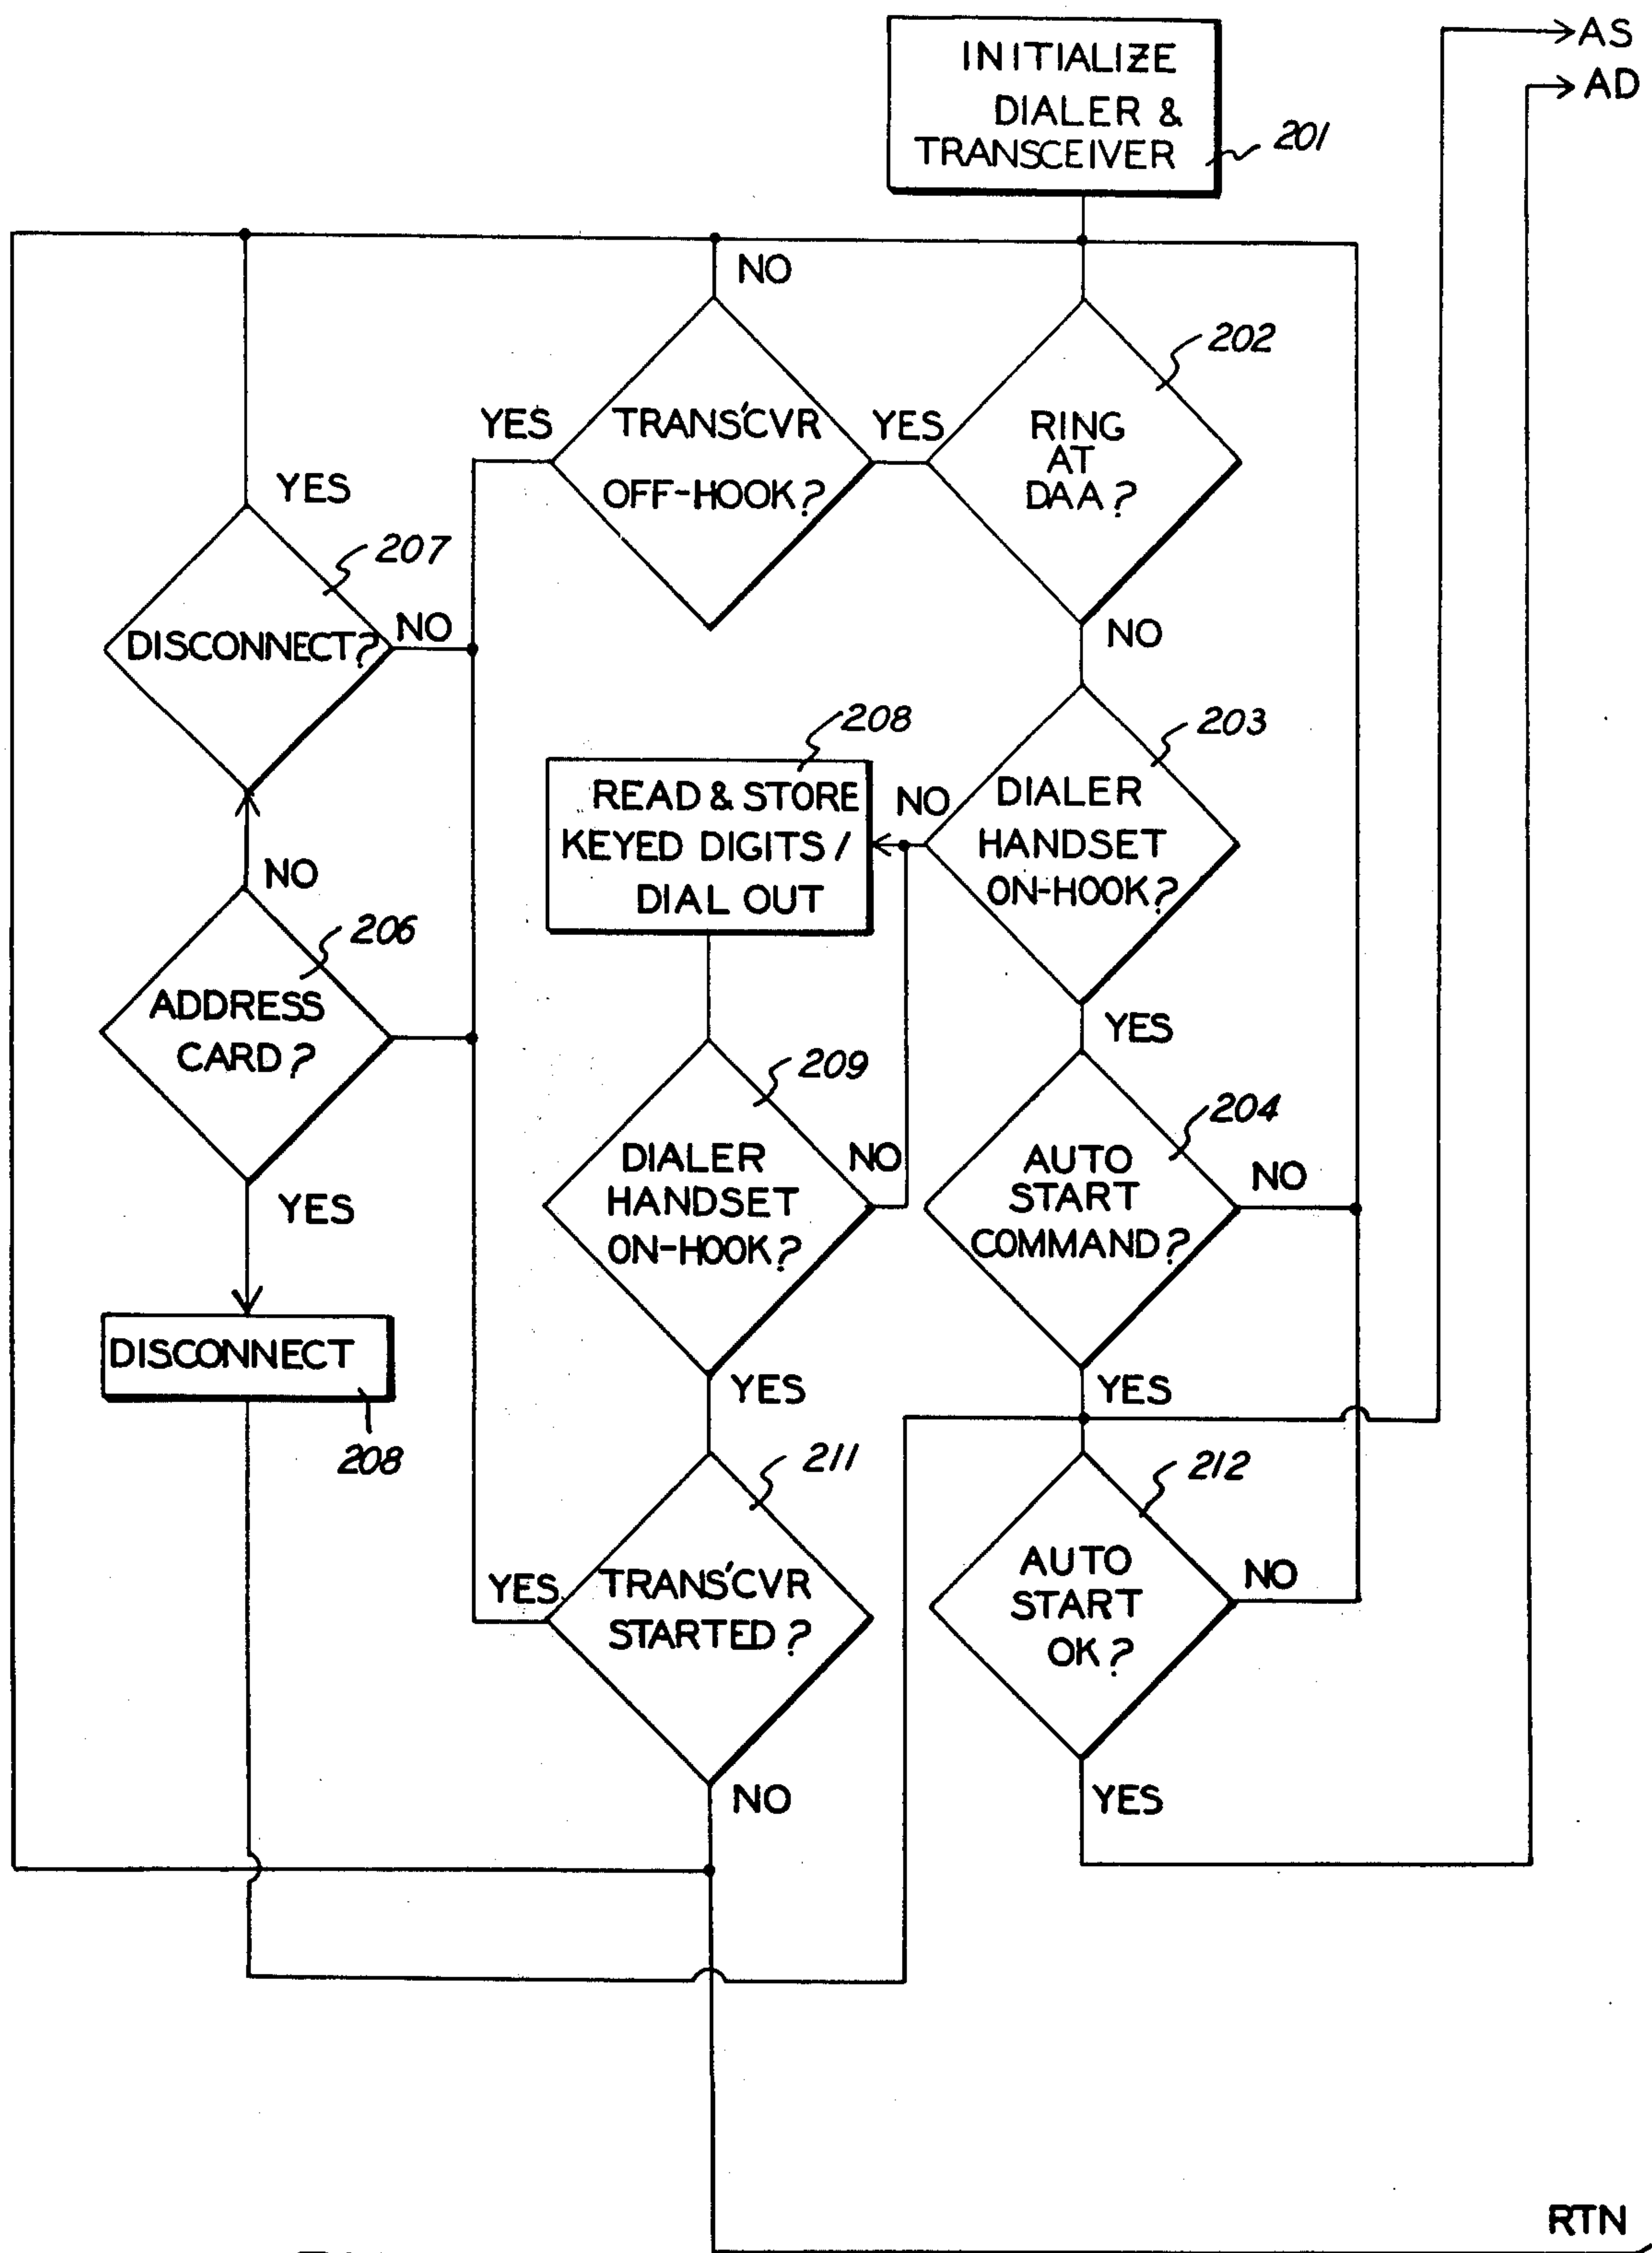 INITIALIZE
DIALER &
TRANSCEIVER
201
AS
AD
NO
202
YES
TRANS'CVR
OFF-HOOK?
YES
RING
AT
DAA?
YES
207
DISCONNECT?
NO
NO
208
203
READ & STORE
KEYED DIGITS /
DIAL OUT
NO
DIALER
HANDSET
ON-HOOK?
NO
206
ADDRESS
CARD?
YES
209
204
DIALER
HANDSET
ON-HOOK?
NO
AUTO
START
COMMAND?
NO
YES
DISCONNECT
208
YES
YES
211
212
YES
TRANS'CVR
STARTED?
AUTO
START
OK?
NO
NO
YES
RTN